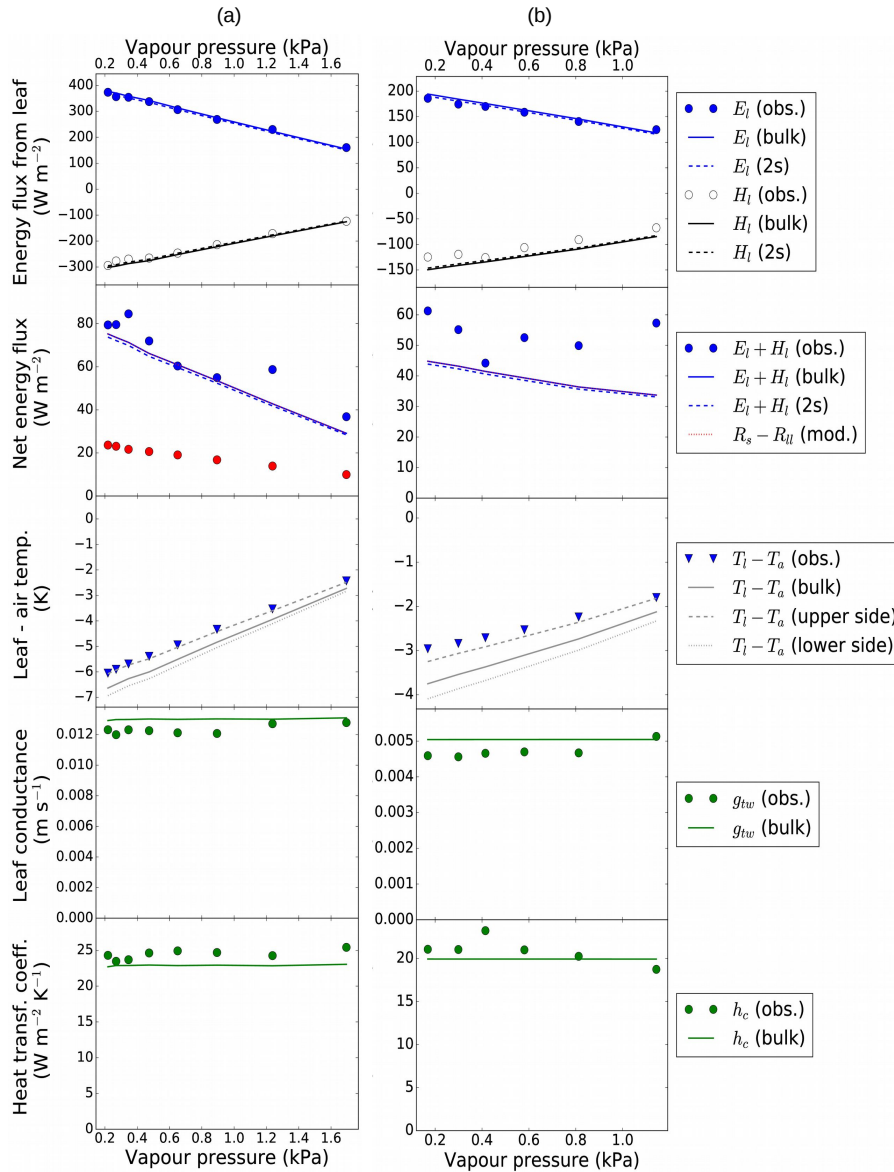 (a)
(b)
Vapour pressure (kPa)
Vapour pressure (kPa)
0.2 0.4 0.6 0.8 1.0 1.2 1.4 1.6
0.2 0.4 0.6 0.8 1.0
Energy flux from leaf
(W m⁻²)
400
300
200
100
0
−100
−200
−300
200
150
100
50
0
−50
−100
−150
E_l (obs.)
E_l (bulk)
E_l (2s)
H_l (obs.)
H_l (bulk)
H_l (2s)
Net energy flux
(W m⁻²)
80
60
40
20
0
60
50
40
30
20
10
0
E_l + H_l (obs.)
E_l + H_l (bulk)
E_l + H_l (2s)
R_s − R_ll (mod.)
Leaf - air temp.
(K)
0
−1
−2
−3
−4
−5
−6
−7
0
−1
−2
−3
−4
T_l − T_a (obs.)
T_l − T_a (bulk)
T_l − T_a (upper side)
T_l − T_a (lower side)
Leaf conductance
(m s⁻¹)
0.012
0.010
0.008
0.006
0.004
0.002
0.000
0.005
0.004
0.003
0.002
0.001
0.000
g_tw (obs.)
g_tw (bulk)
Heat transf. coeff.
(W m⁻² K⁻¹)
25
20
15
10
5
0
20
15
10
5
0
h_c (obs.)
h_c (bulk)
0.2 0.4 0.6 0.8 1.0 1.2 1.4 1.6
0.2 0.4 0.6 0.8 1.0
Vapour pressure (kPa)
Vapour pressure (kPa)